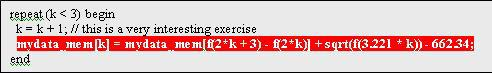 repeat (k < 3) begin
k = k + 1; // this is a very interesting exercise
mydata_mem[k] = mydata_mem[f(2*k + 3) - f(2*k)] + sqrt(f(3.221 * k)) - 662.34;
end